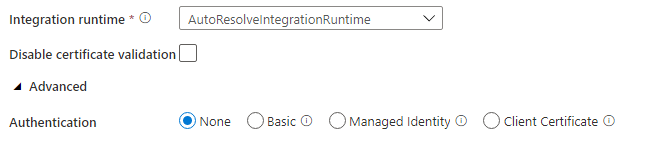 Integration runtime * AutoResolveIntegrationRuntime
Disable certificate validation
Advanced
Authentication None Basic Managed Identity Client Certificate